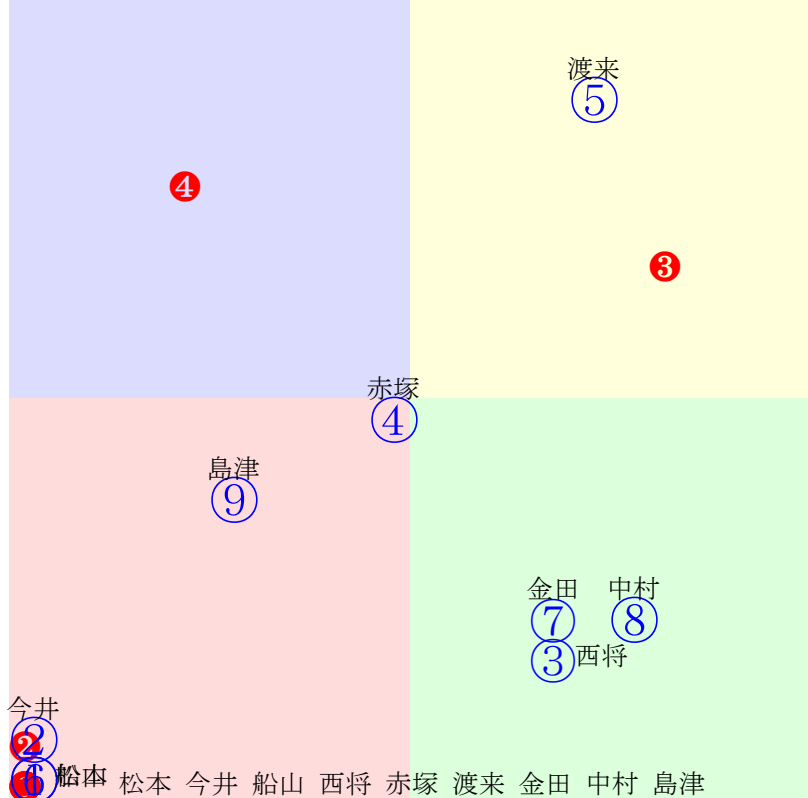 渡来
⑤
❹
❸
赤塚
④
島津
⑨
金田 中村
⑦ ⑧
③ 西将
今井
②
❷
松本 今井 船山 西将 赤塚 渡来 金田 中村 島津